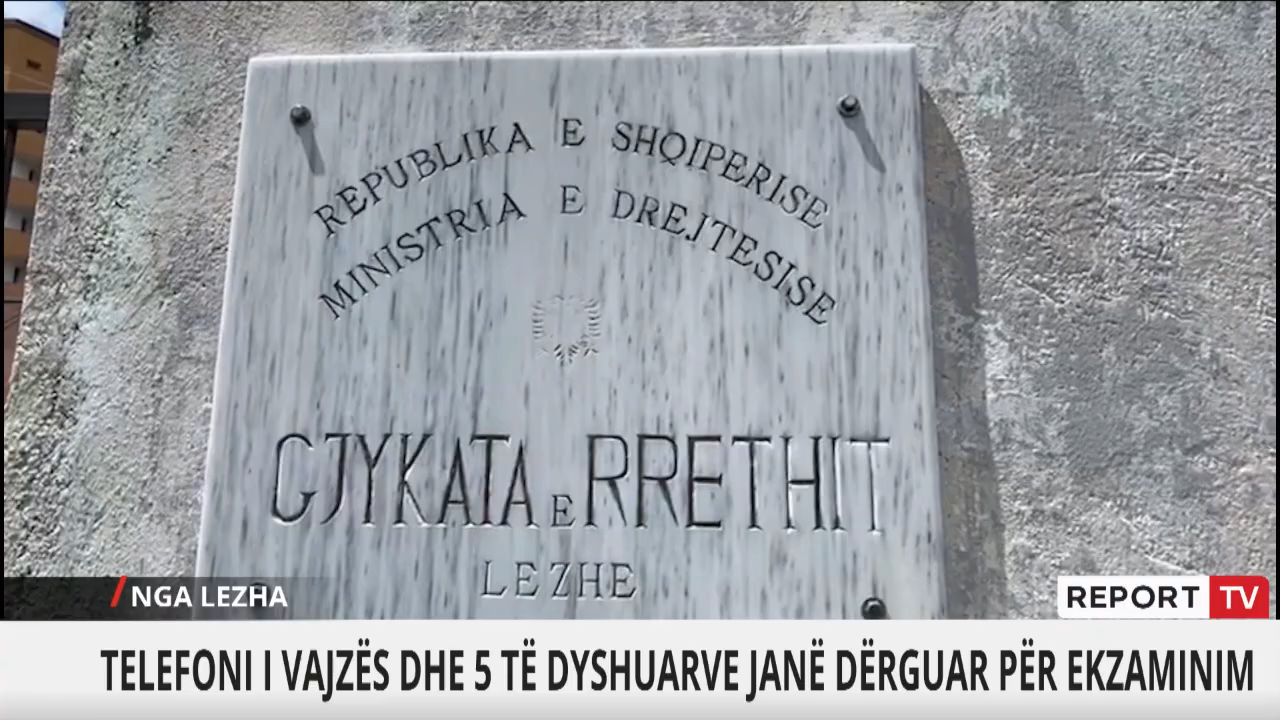 REPUBLIKA E SHQIPERISE
MINISTRIA E DREJTESISE
GJYKATA E RRETHIT
LEZHE
NGA LEZHA
REPORT TV
TELEFONI I VAJZËS DHE 5 TË DYSHUARVE JANË DËRGUAR PËR EKZAMINIM